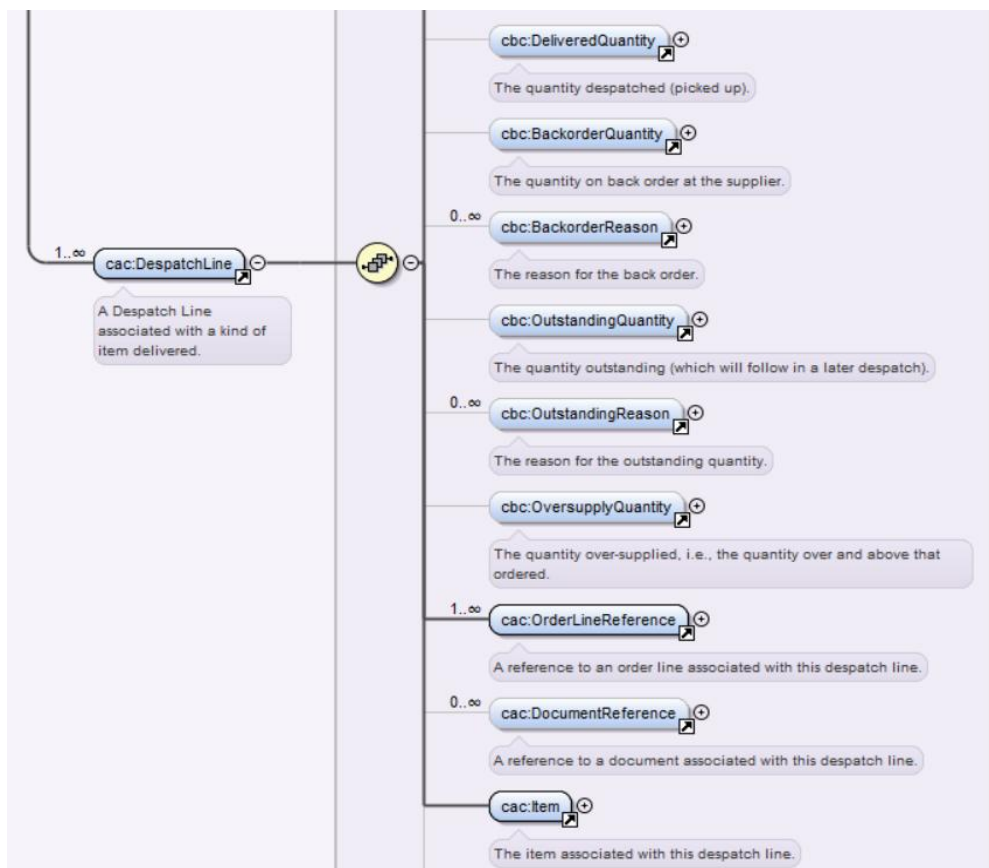 cbc:DeliveredQuantity
The quantity despatched (picked up).
cbc:BackorderQuantity
The quantity on back order at the supplier.
0..∞
cbc:BackorderReason
The reason for the back order.
1..∞
cac:DespatchLine
A Despatch Line
associated with a kind of
item delivered.
cbc:OutstandingQuantity
The quantity outstanding (which will follow in a later despatch).
0..∞
cbc:OutstandingReason
The reason for the outstanding quantity.
cbc:OversupplyQuantity
The quantity over-supplied, i.e., the quantity over and above that
ordered.
1..∞
cac:OrderLineReference
A reference to an order line associated with this despatch line.
0..∞
cac:DocumentReference
A reference to a document associated with this despatch line.
cac:Item
The item associated with this despatch line.